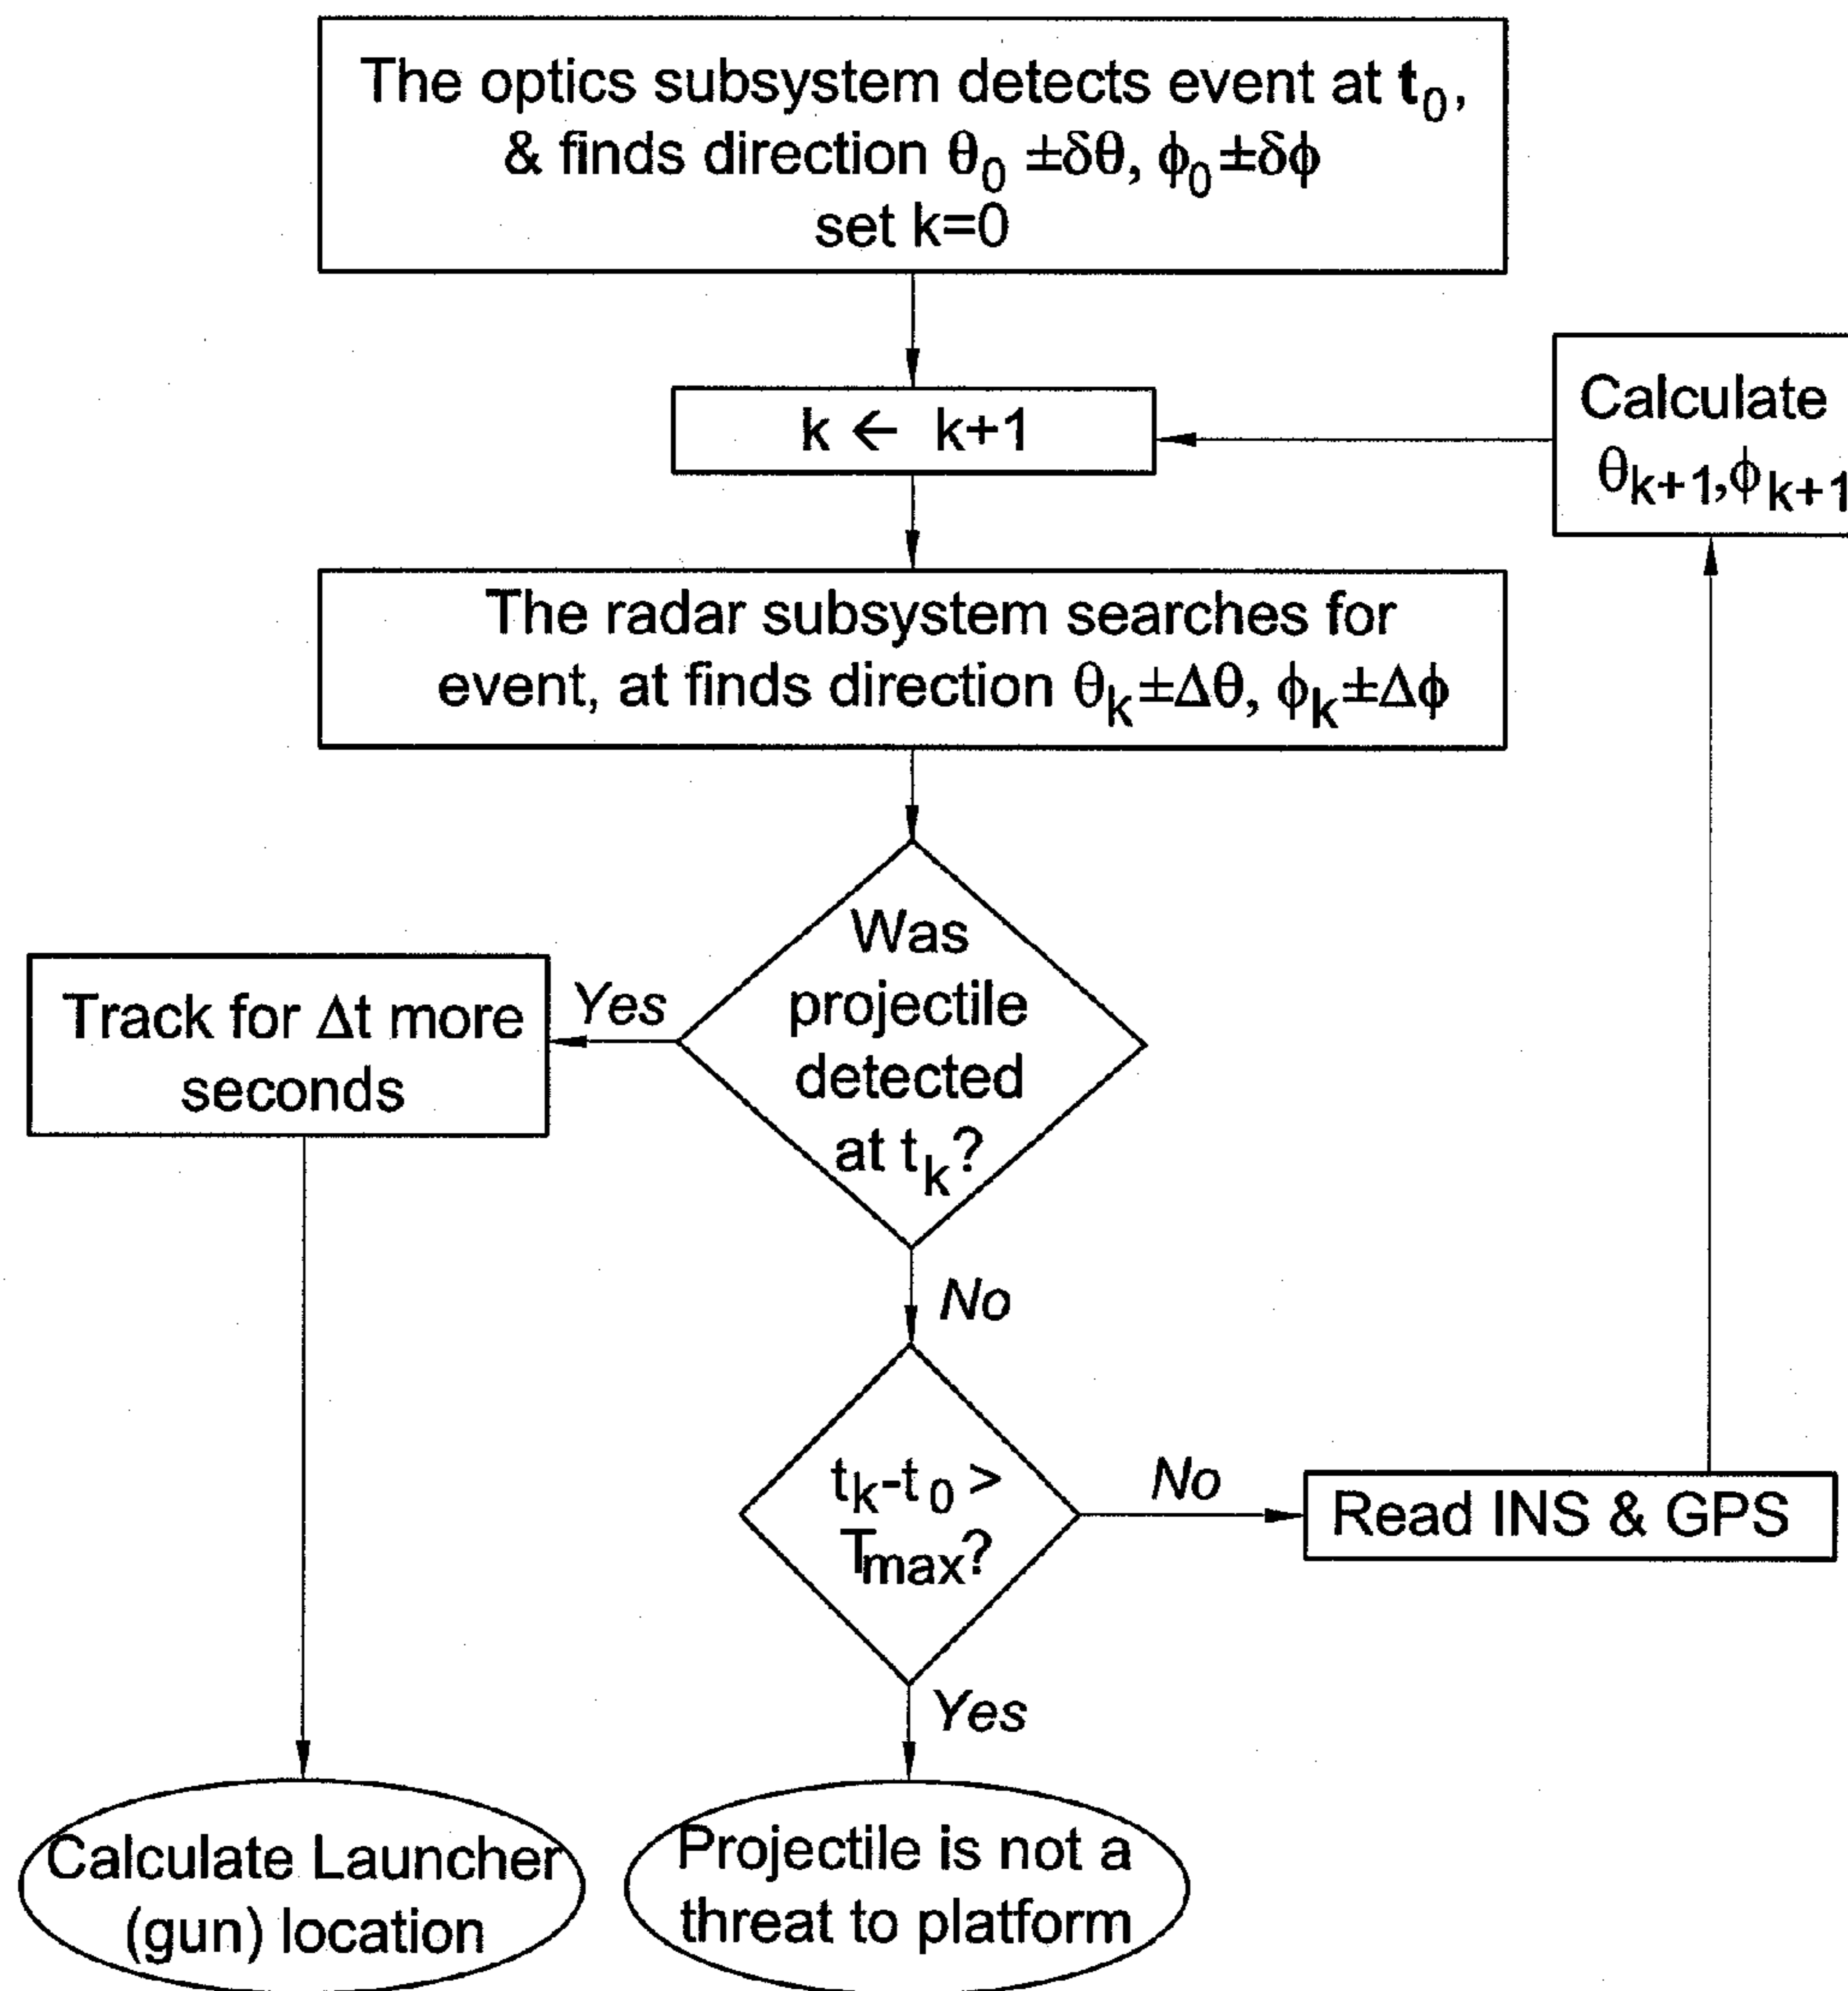 The optics subsystem detects event at t₀,
& finds direction θ₀ ±δθ, ϕ₀±δϕ
set k=0
k ← k+1
Calculate
θₖ₊₁,ϕₖ₊₁
The radar subsystem searches for
event, at finds direction θₖ±Δθ, ϕₖ±Δϕ
Was
projectile
detected
at tₖ?
Yes
Track for Δt more
seconds
No
tₖ-t₀ >
Tmax?
No
Read INS & GPS
Yes
Calculate Launcher
(gun) location
Projectile is not a
threat to platform